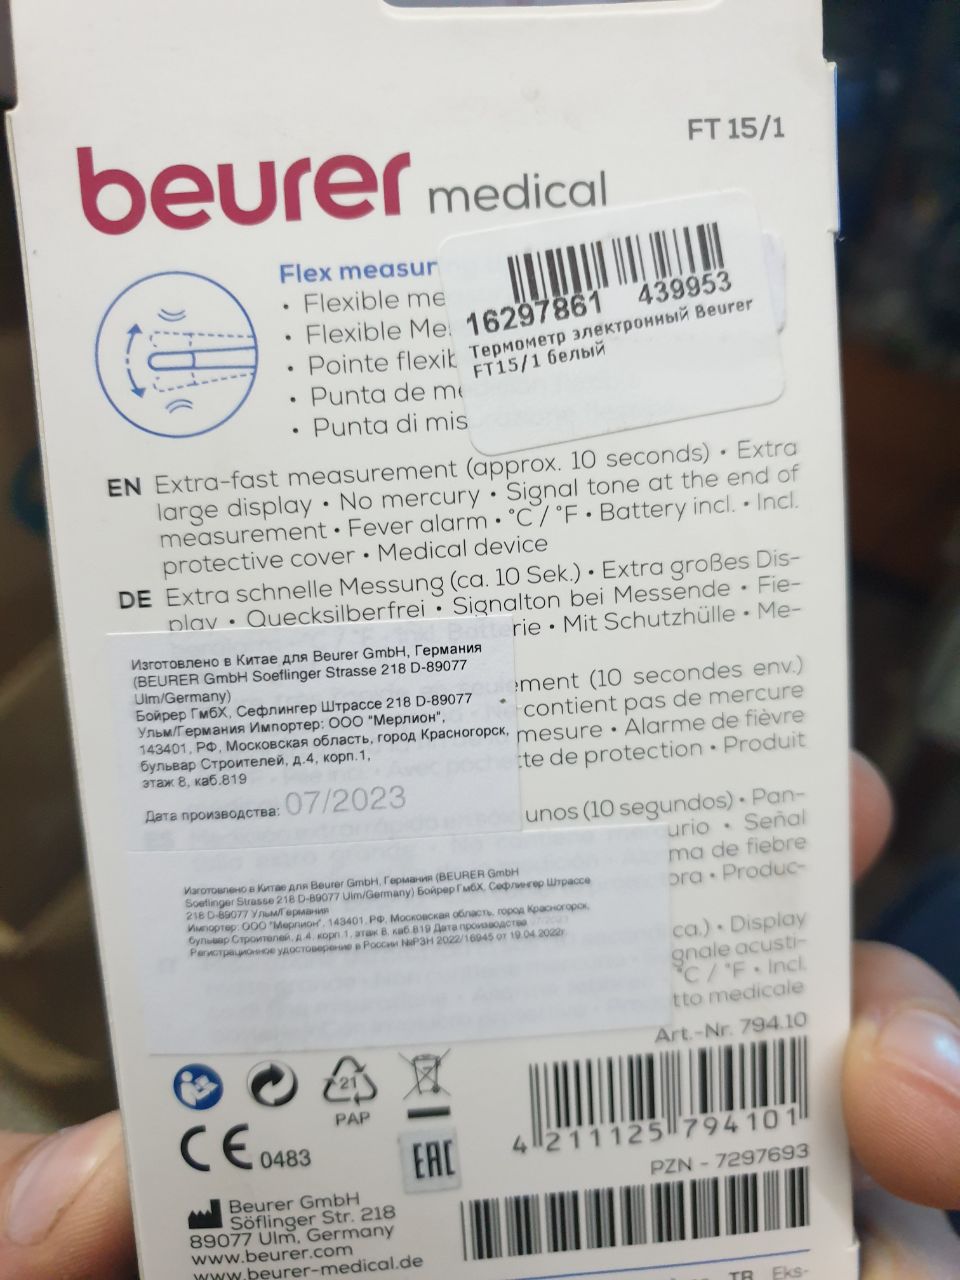 FT 15/1
beurer medical
Flex measur
• Flexible me
• Flexible Me
• Pointe flexib
• Punta de me
• Punta di mis
16297861 439953
Термометр электронный Beurer
FT15/1 белый
EN Extra-fast measurement (approx. 10 seconds) • Extra
large display • No mercury • Signal tone at the end of
measurement • Fever alarm • °C / °F • Battery incl. • Incl.
protective cover • Medical device
DE Extra schnelle Messung (ca. 10 Sek.) • Extra großes Dis-
play • Quecksilberfrei • Signalton bei Messende • Fie-
rie • Mit Schutzhülle • Me-
ment (10 secondes env.)
contient pas de mercure
mesure • Alarme de fièvre
te de protection • Produit
unos (10 segundos) • Pan-
urio • Señal
ma de fiebre
ora • Produc-
ca.) • Display
gnale acusti-
°C / °F • Incl.
tto medicale
Изготовлено в Китае для Beurer GmbH, Германия
(BEURER GmbH Soeflinger Strasse 218 D-89077
Ulm/Germany)
Бойрер ГмбХ, Сефлингер Штрассе 218 D-89077
Ульм/Германия Импортер: ООО "Мерлион",
143401, РФ, Московская область, город Красногорск,
бульвар Строителей, д.4, корп.1,
этаж 8, каб.819
Дата производства: 07/2023
Изготовлено в Китае для Beurer GmbH, Германия (BEURER GmbH
Soeflinger Strasse 218 D-89077 Ulm/Germany) Бойрер ГмбХ, Сефлингер Штрассе
218 D-89077 Ульм/Германия
Импортер: ООО "Мерлион", 143401, РФ, Московская область, город Красногорск,
бульвар Строителей, д.4, корп.1, этаж 8, каб.819 Дата производства 07/2023
Регистрационное удостоверение в России №РЗН 2022/16945 от 19.04.2022г
Art.-Nr. 794.10
21
PAP
4 211125 794101
CE 0483
EAC
PZN - 7297693
Beurer GmbH
Söflinger Str. 218
89077 Ulm, Germany
www.beurer.com
www.beurer-medical.de
TR Eks-